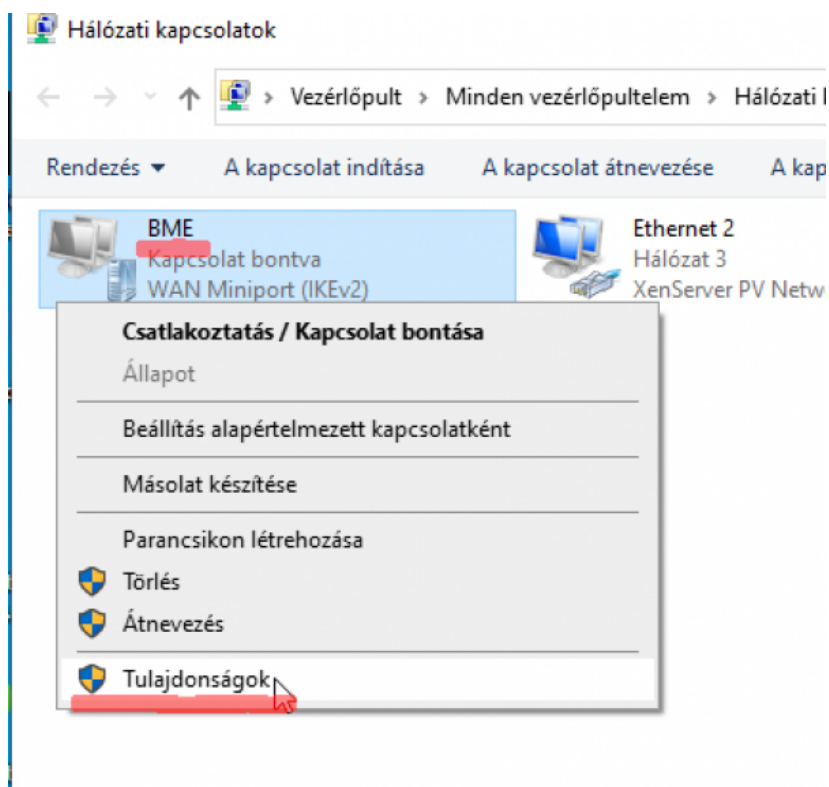 Hálózati kapcsolatok
Vezérlőpult > Minden vezérlőpultelem > Hálózati
Rendezés A kapcsolat indítása A kapcsolat átnevezése A kap
BME
Kapcsolat bontva
WAN Miniport (IKEv2)
Ethernet 2
Hálózat 3
XenServer PV Netw
Csatlakoztatás / Kapcsolat bontása
Állapot
Beállítás alapértelmezett kapcsolatként
Másolat készítése
Parancsikon létrehozása
Törlés
Átnevezés
Tulajdonságok